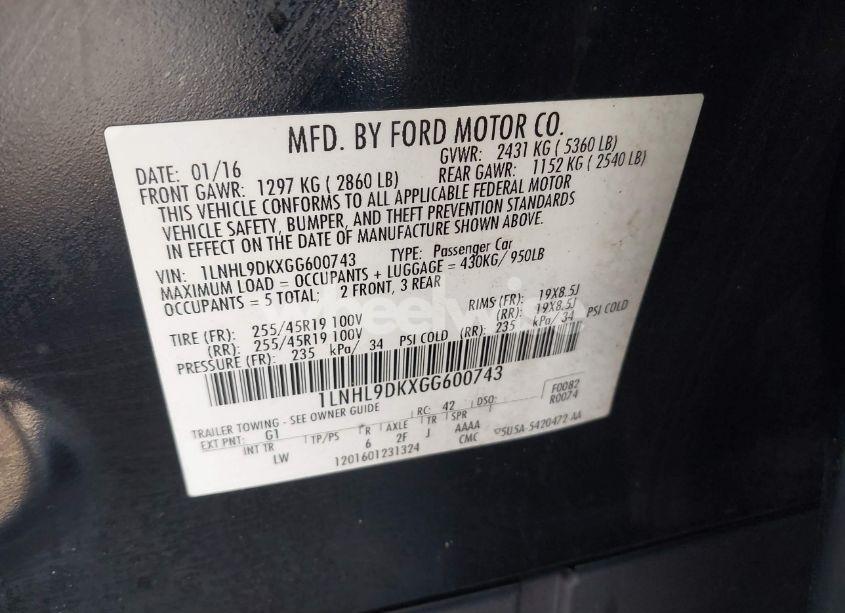 MFD. BY FORD MOTOR CO.
DATE: 01/16 GVWR: 2431 KG ( 5360 LB)
FRONT GAWR: 1297 KG ( 2860 LB) REAR GAWR: 1152 KG ( 2540 LB)
THIS VEHICLE CONFORMS TO ALL APPLICABLE FEDERAL MOTOR
VEHICLE SAFETY, BUMPER, AND THEFT PREVENTION STANDARDS
IN EFFECT ON THE DATE OF MANUFACTURE SHOWN ABOVE.
VIN: 1LNHL9DKXGG600743 TYPE: Passenger Car
MAXIMUM LOAD = OCCUPANTS + LUGGAGE = 430KG/ 950LB
OCCUPANTS = 5 TOTAL; 2 FRONT, 3 REAR
wheelwise
TIRE (FR): 255/45R19 100V RIMS (FR): 19X8.5J
(RR): 255/45R19 100V (RR): 19X8.5J
PRESSURE (FR): 235 kPa/ 34 PSI COLD (RR): 235 kPa/ 34 PSI COLD
1LNHL9DKXGG600743
F0082
R0074
TRAILER TOWING - SEE OWNER GUIDE RC: 42 DSO:
EXT PNT: G1 INT TR TP/PS R AXLE TR SPR
LW 6 2F J AAAA
CMC 5U5A-5420472-AA
1201601231324